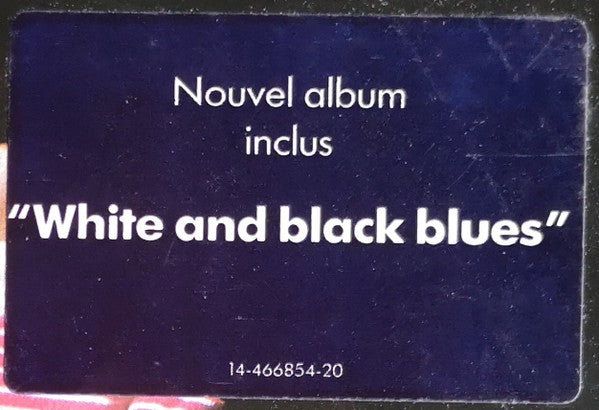 Nouvel album
inclus
“White and black blues”
14-466854-20